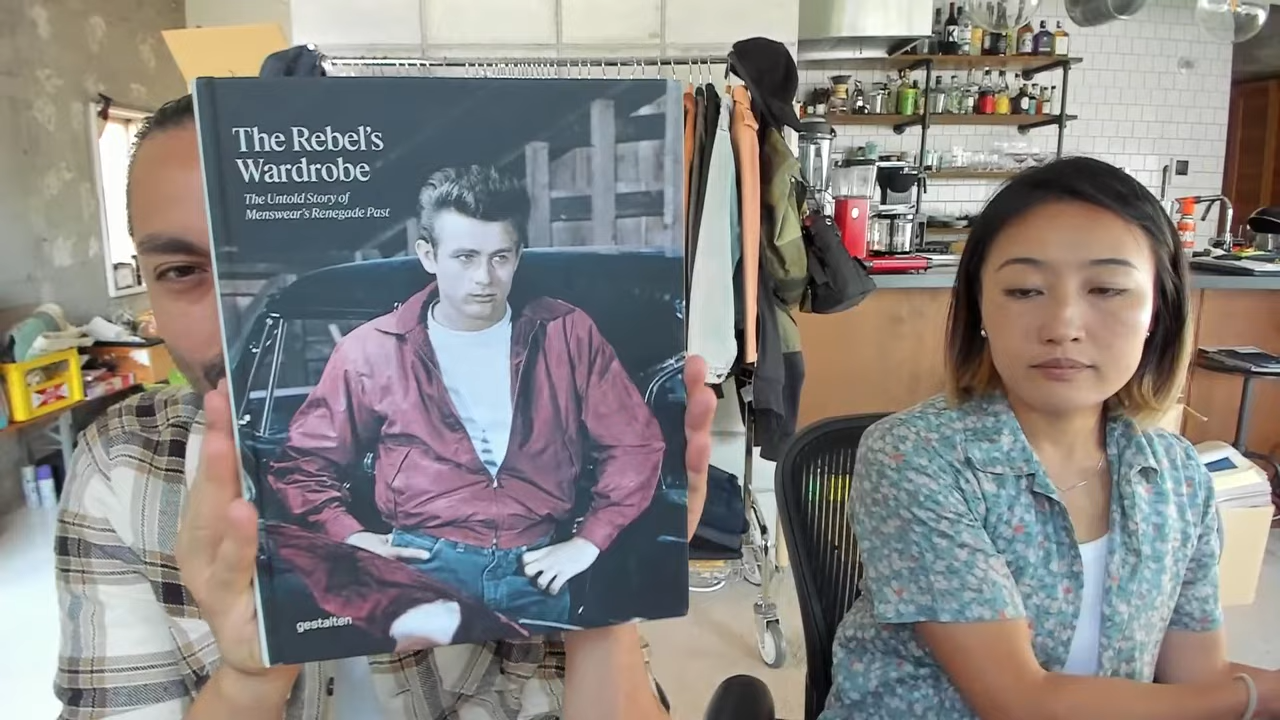 The Rebel's
Wardrobe
The Untold Story of
Menswear's Renegade Past
gestalten